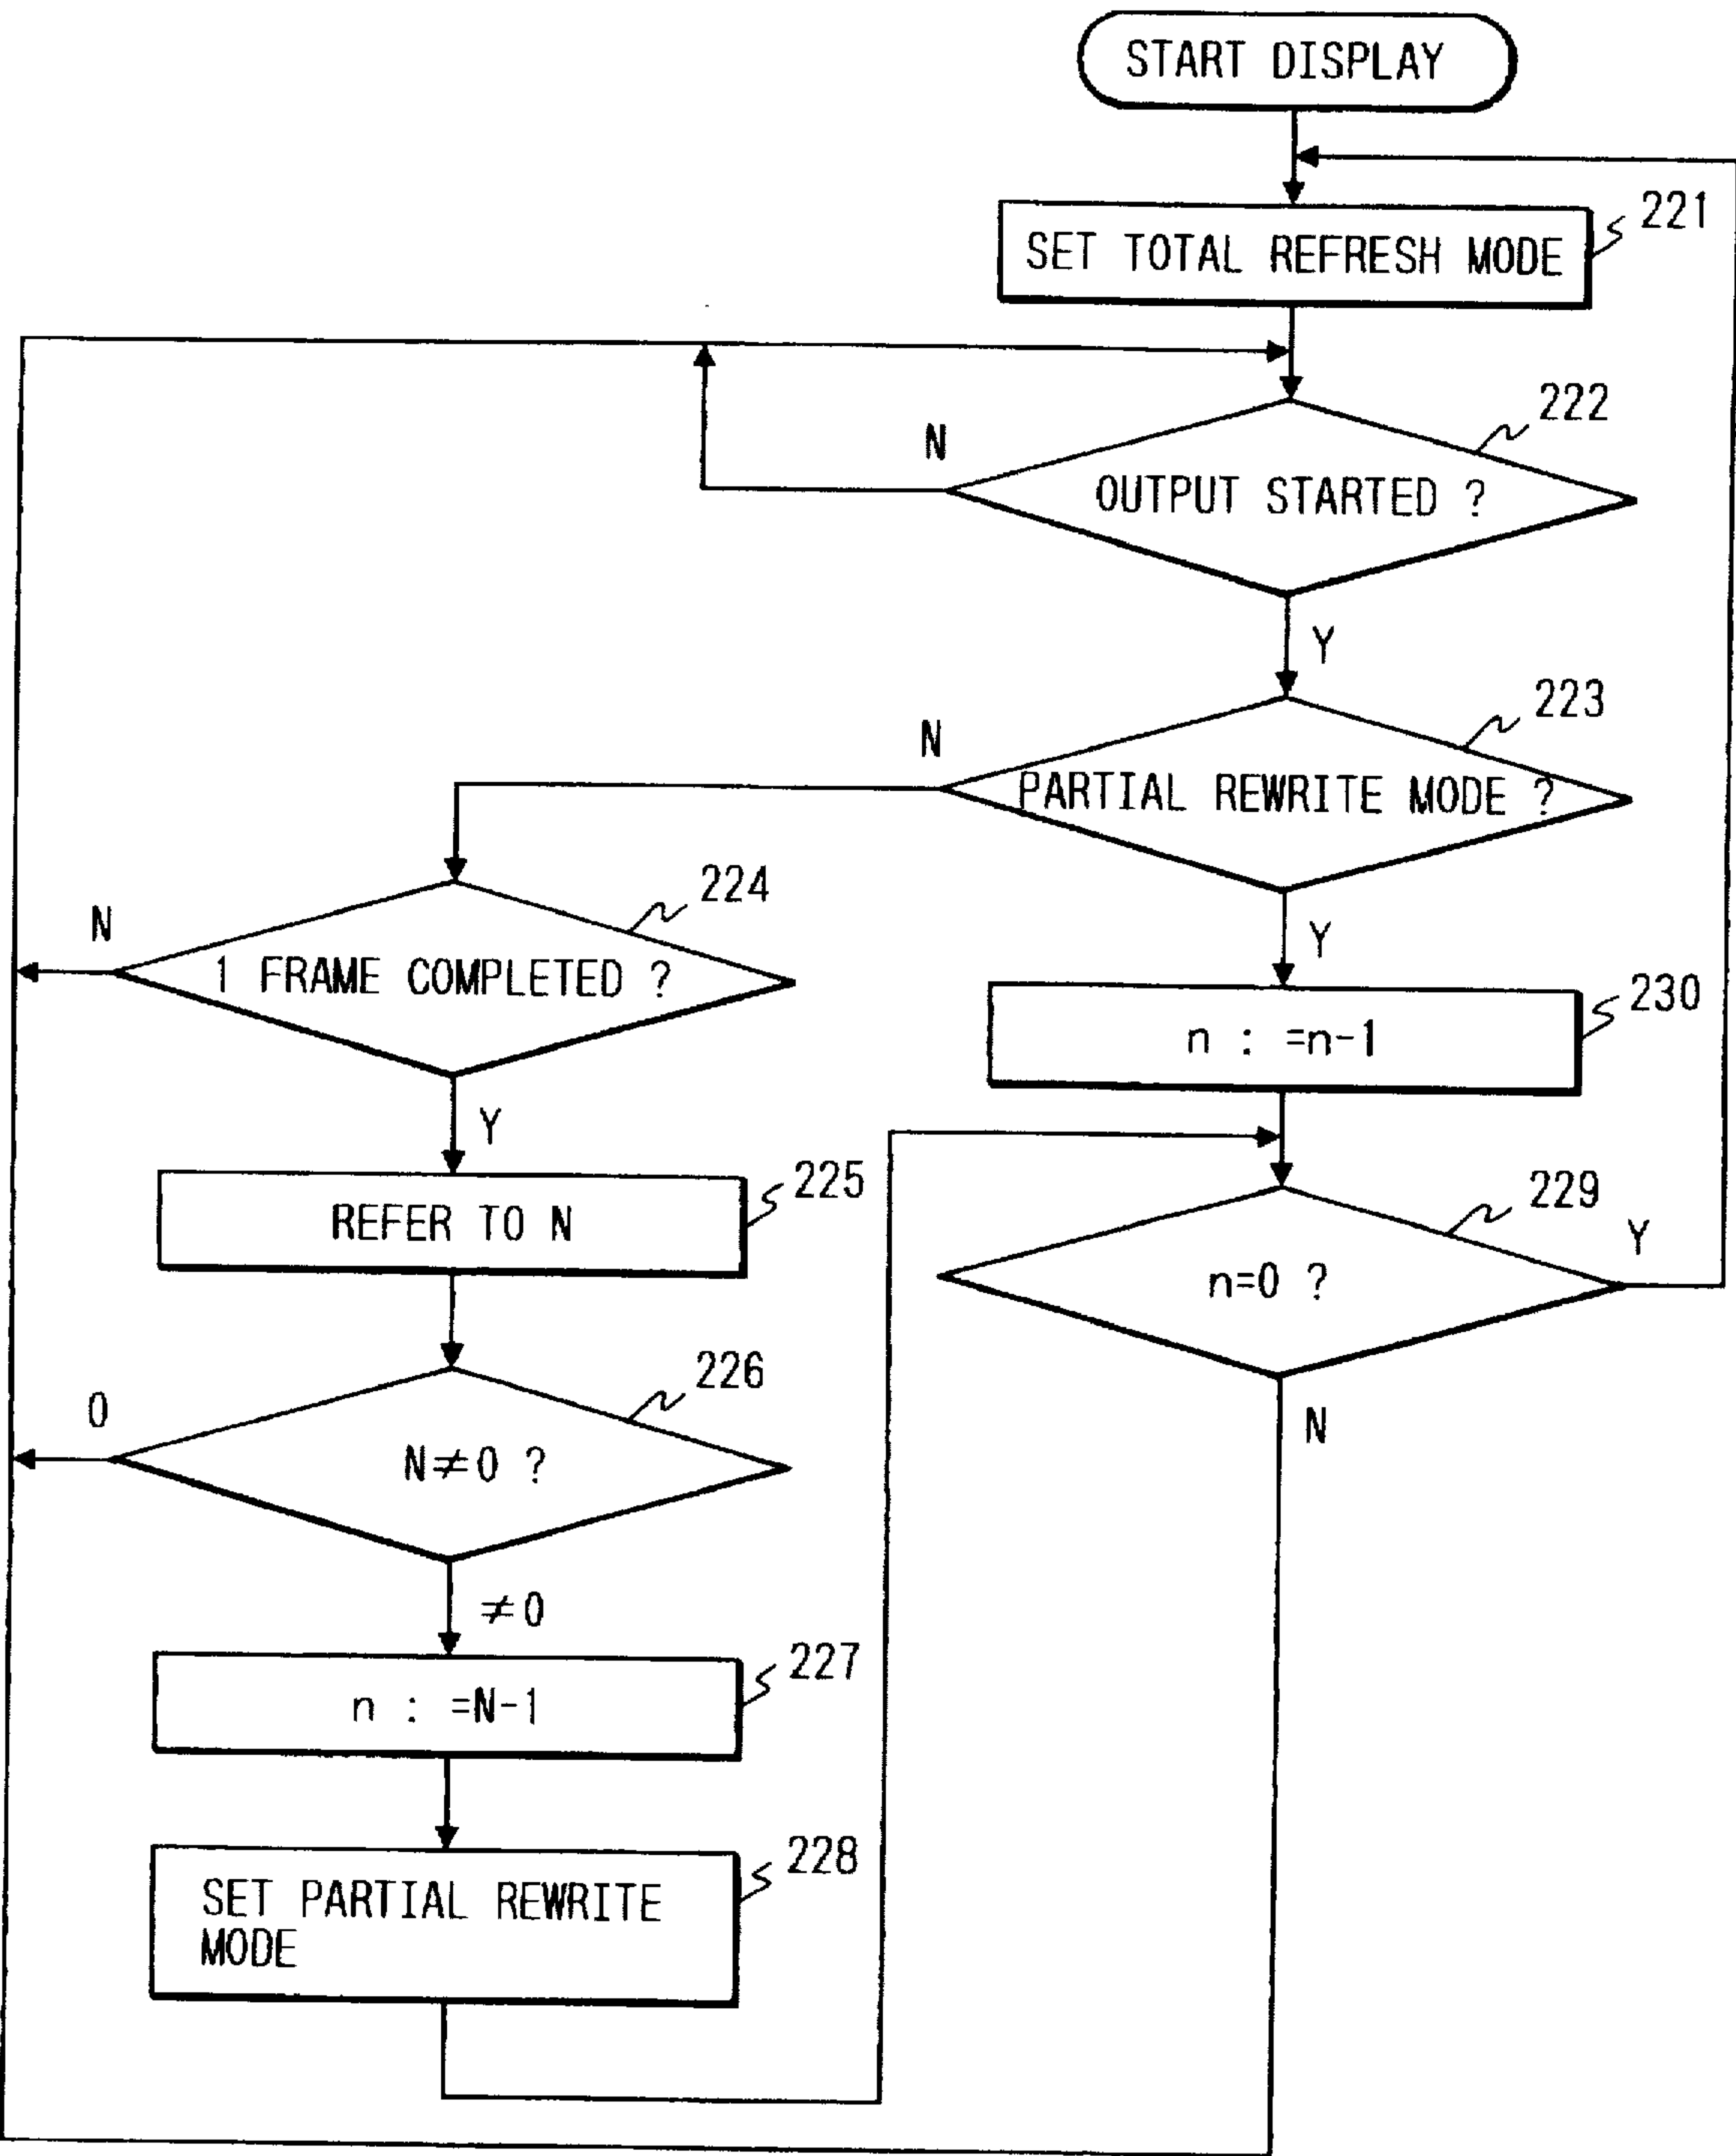 START DISPLAY
221
SET TOTAL REFRESH MODE
222
N
OUTPUT STARTED ?
Y
223
N
PARTIAL REWRITE MODE ?
224
N
1 FRAME COMPLETED ?
Y
230
n : =n-1
Y
225
REFER TO N
229
Y
n=0 ?
226
0
N≠0 ?
N
≠0
227
n : =N-1
228
SET PARTIAL REWRITE
MODE